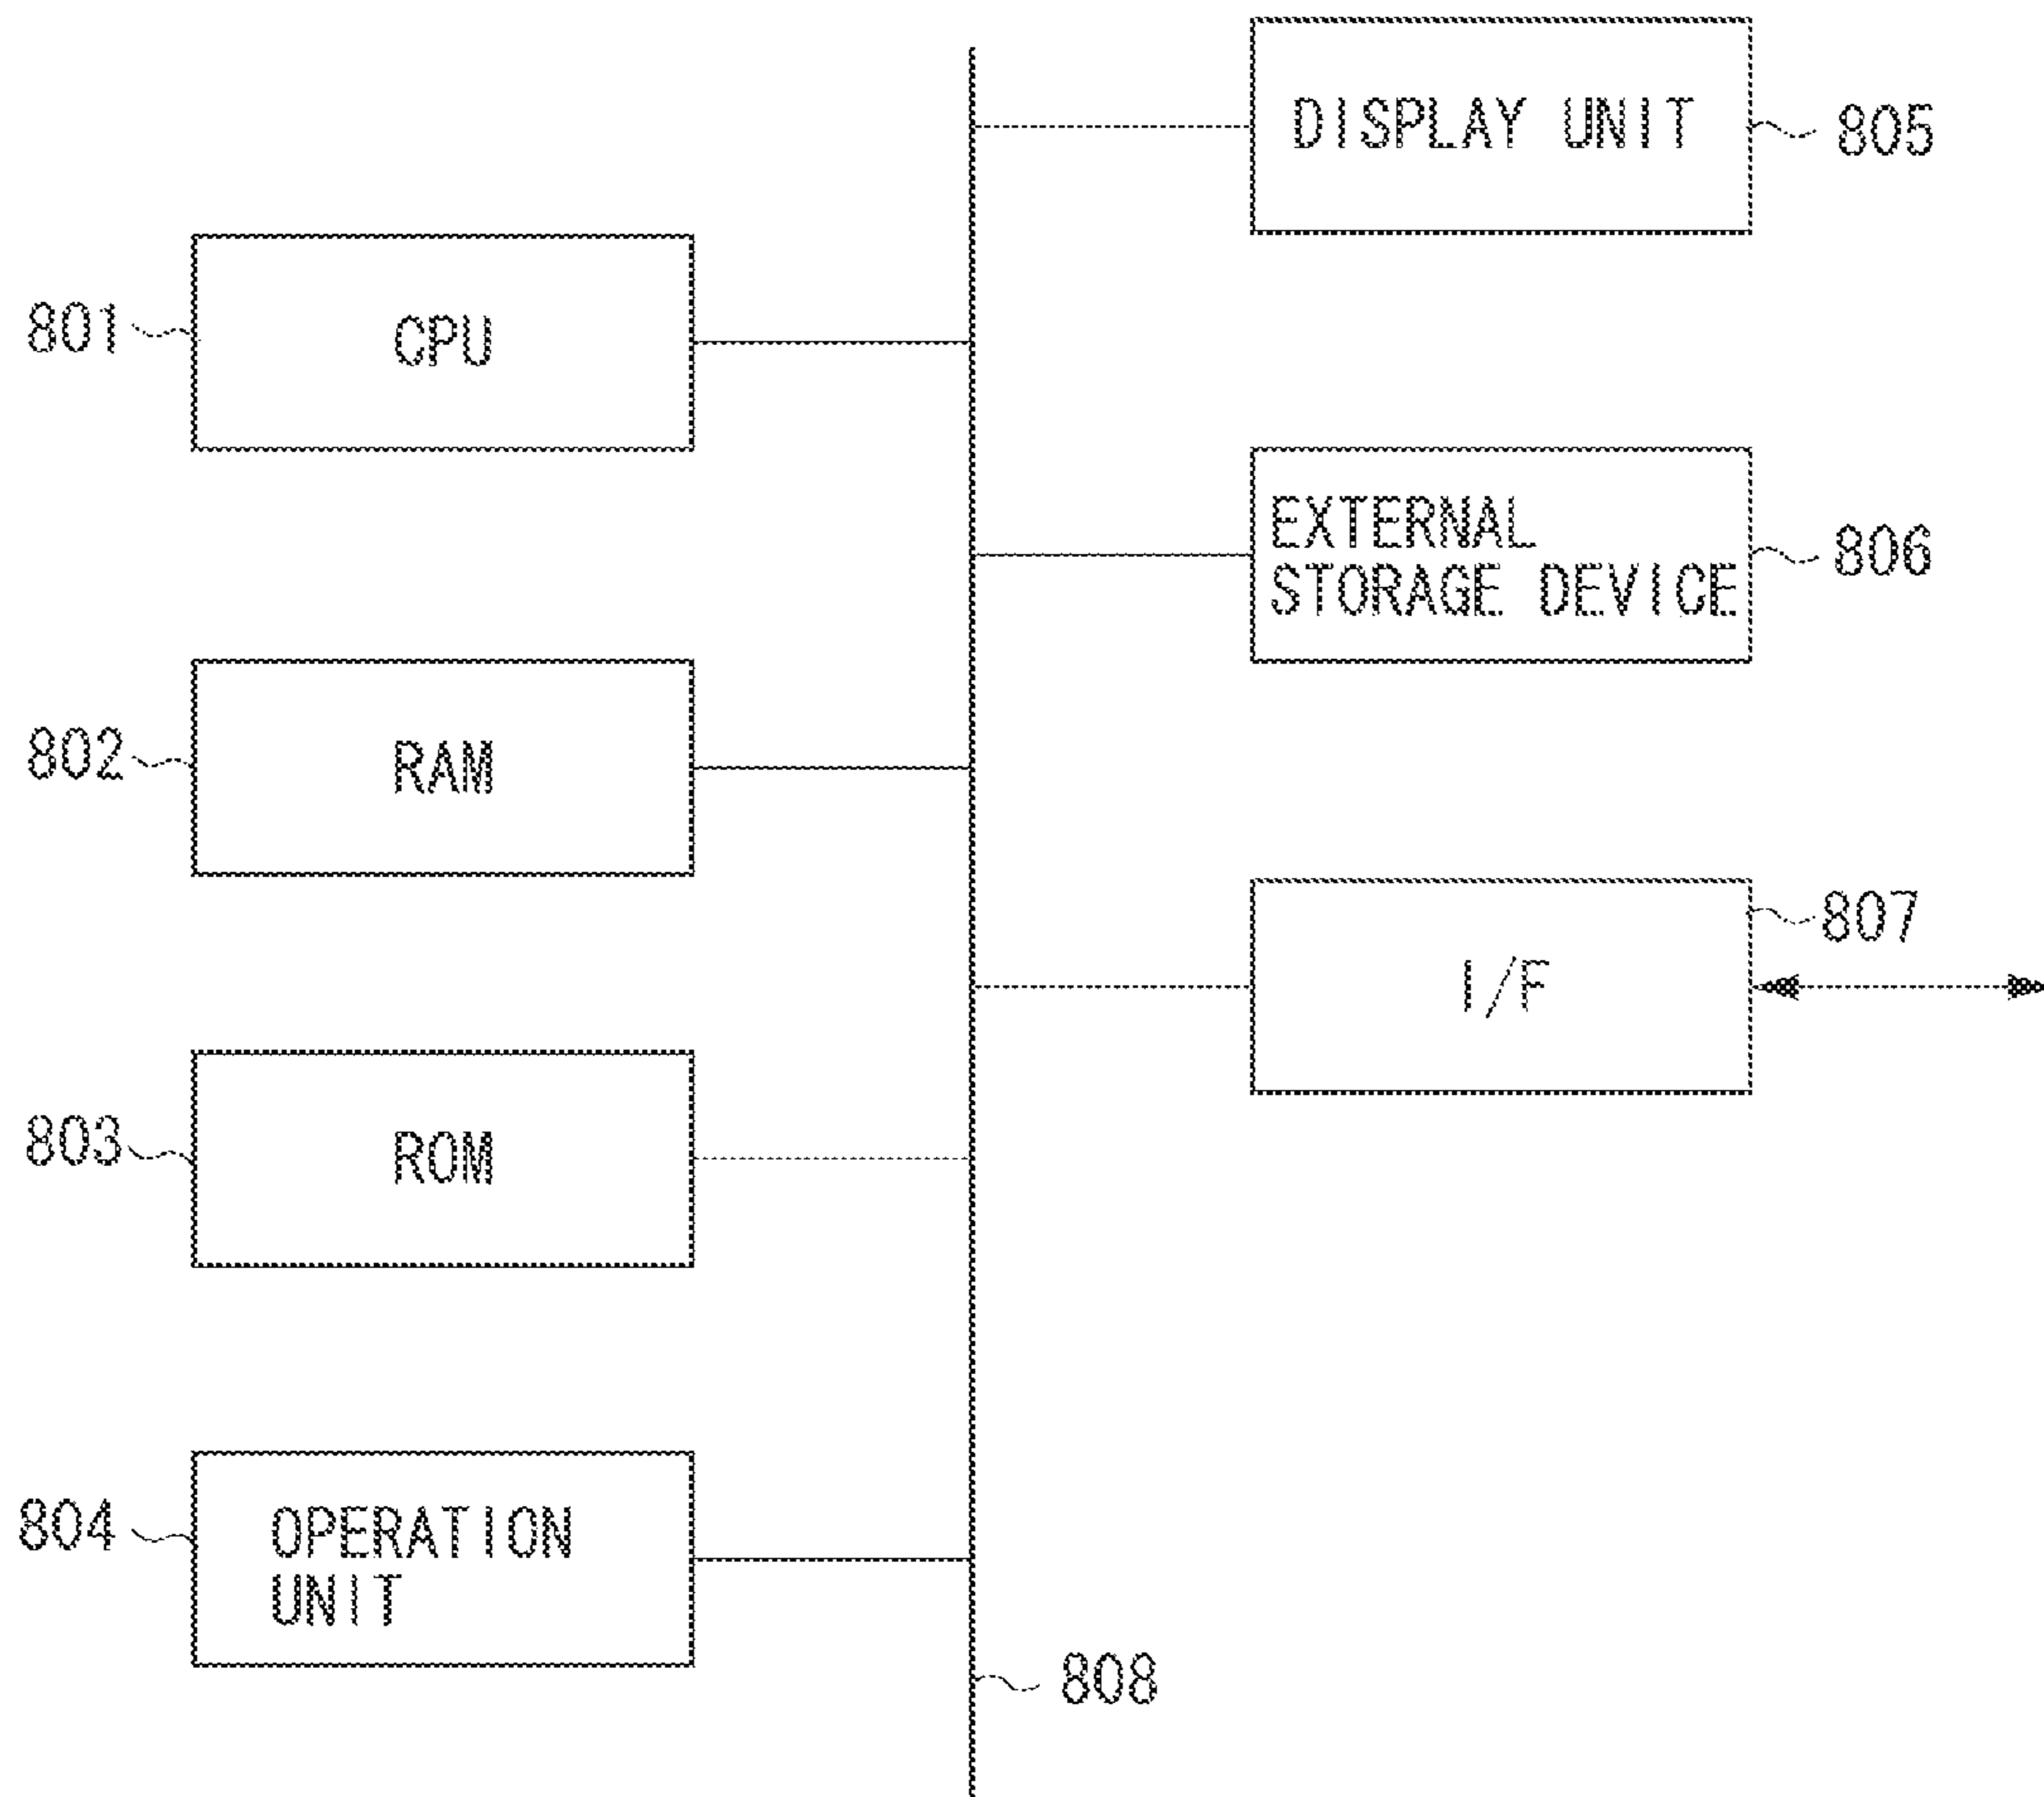 DISPLAY UNIT
805
801
CPU
EXTERNAL
STORAGE DEVICE
806
802
RAM
807
I/F
803
ROM
804
OPERATION
UNIT
808